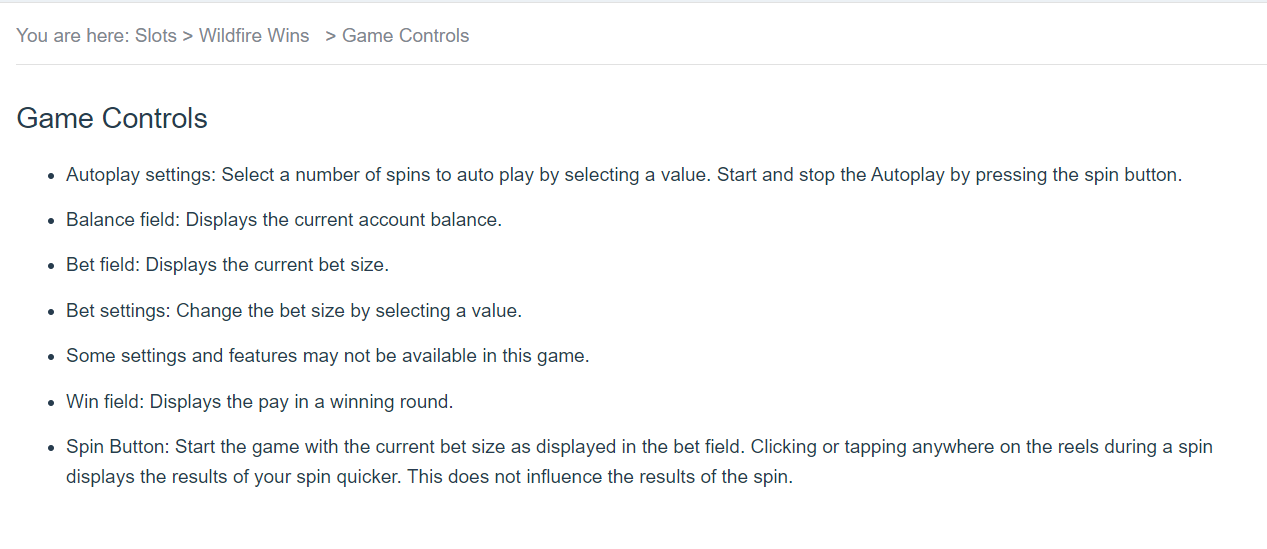 You are here: Slots > Wildfire Wins > Game Controls
Game Controls
• Autoplay settings: Select a number of spins to auto play by selecting a value. Start and stop the Autoplay by pressing the spin button.
• Balance field: Displays the current account balance.
• Bet field: Displays the current bet size.
• Bet settings: Change the bet size by selecting a value.
• Some settings and features may not be available in this game.
• Win field: Displays the pay in a winning round.
• Spin Button: Start the game with the current bet size as displayed in the bet field. Clicking or tapping anywhere on the reels during a spin
displays the results of your spin quicker. This does not influence the results of the spin.